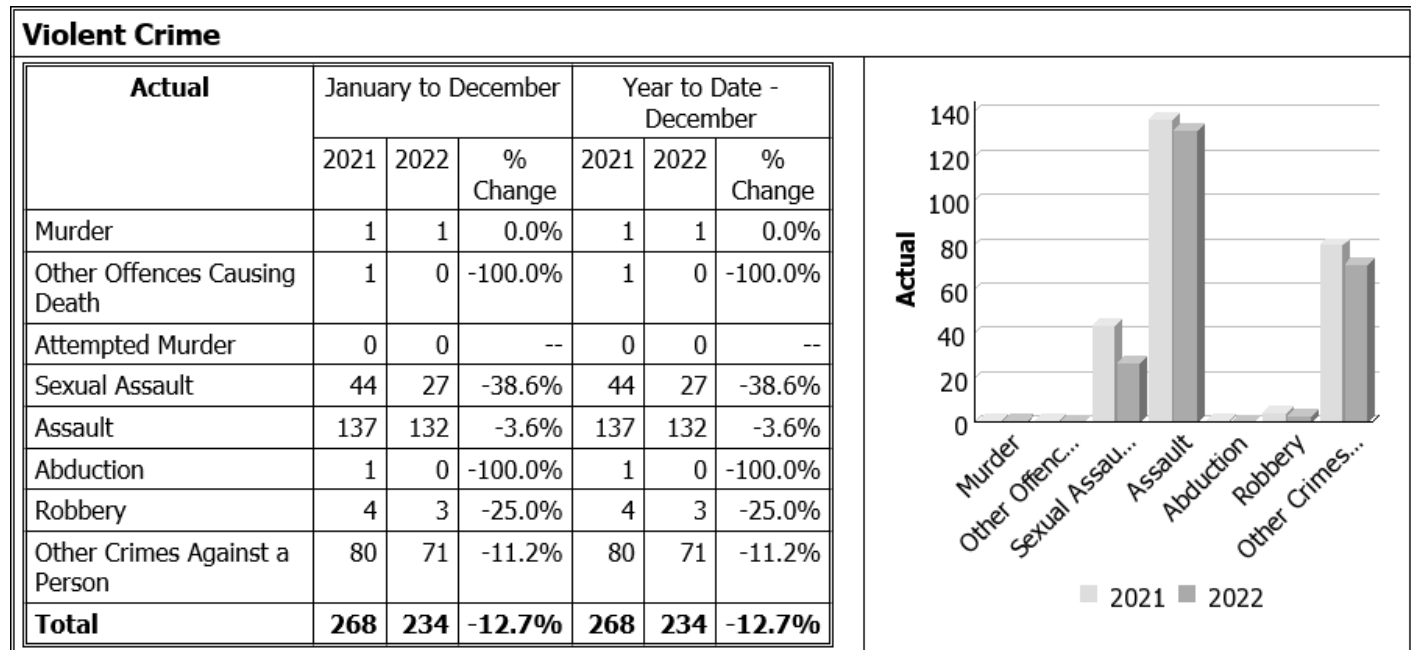 Violent Crime
Actual January to December Year to Date -
December
2021 2022 % 2021 2022 %
Change Change
Murder 1 1 0.0% 1 1 0.0%
Other Offences Causing 1 0 -100.0% 1 0 -100.0%
Death
Attempted Murder 0 0 -- 0 0 --
Sexual Assault 44 27 -38.6% 44 27 -38.6%
Assault 137 132 -3.6% 137 132 -3.6%
Abduction 1 0 -100.0% 1 0 -100.0%
Robbery 4 3 -25.0% 4 3 -25.0%
Other Crimes Against a 80 71 -11.2% 80 71 -11.2%
Person
Total 268 234 -12.7% 268 234 -12.7%
140
120
100
80
60
40
20
0
Actual
Murder
Other Offenc...
Sexual Assau...
Assault
Abduction
Robbery
Other Crimes...
2021 2022